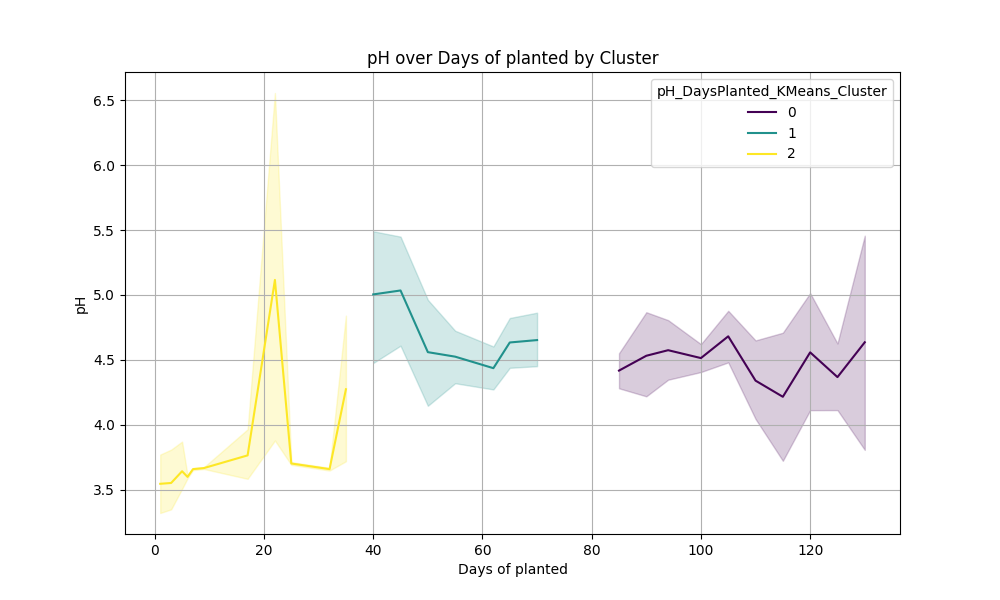 pH over Days of planted by Cluster
pH_DaysPlanted_KMeans_Cluster
0
1
2
6.5
6.0
5.5
5.0
4.5
4.0
3.5
pH
0 20 40 60 80 100 120
Days of planted